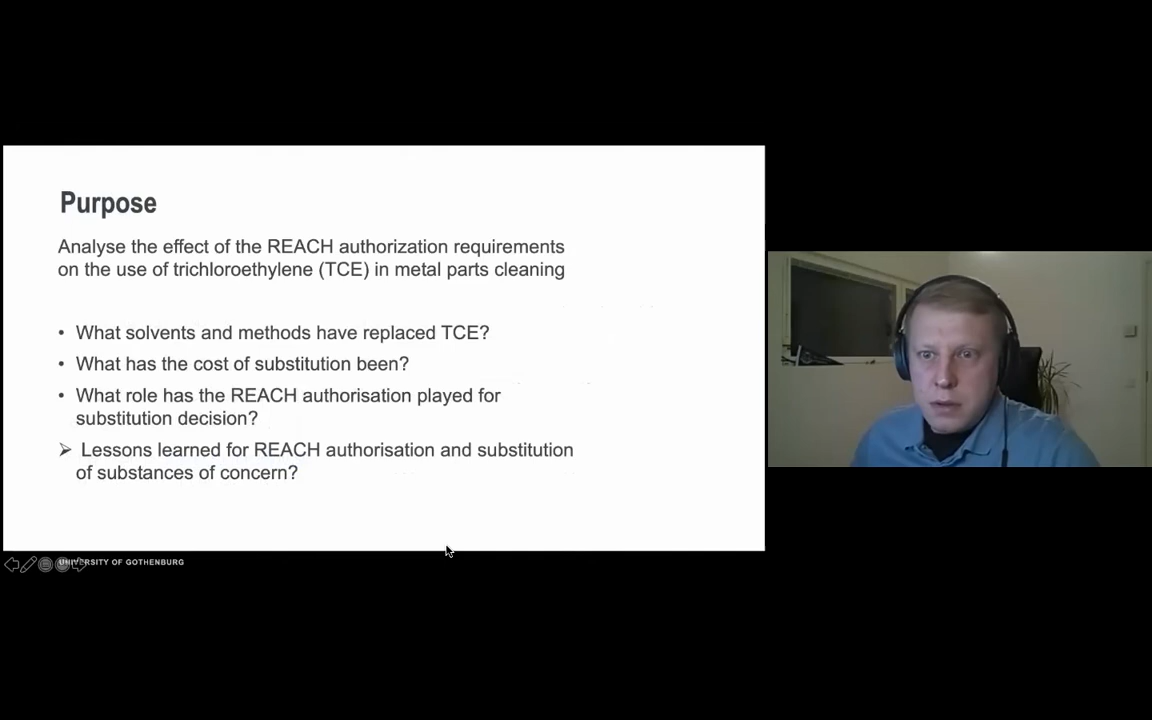 Purpose
Analyse the effect of the REACH authorization requirements
on the use of trichloroethylene (TCE) in metal parts cleaning
• What solvents and methods have replaced TCE?
• What has the cost of substitution been?
• What role has the REACH authorisation played for
substitution decision?
➢ Lessons learned for REACH authorisation and substitution
of substances of concern?
UNIVERSITY OF GOTHENBURG